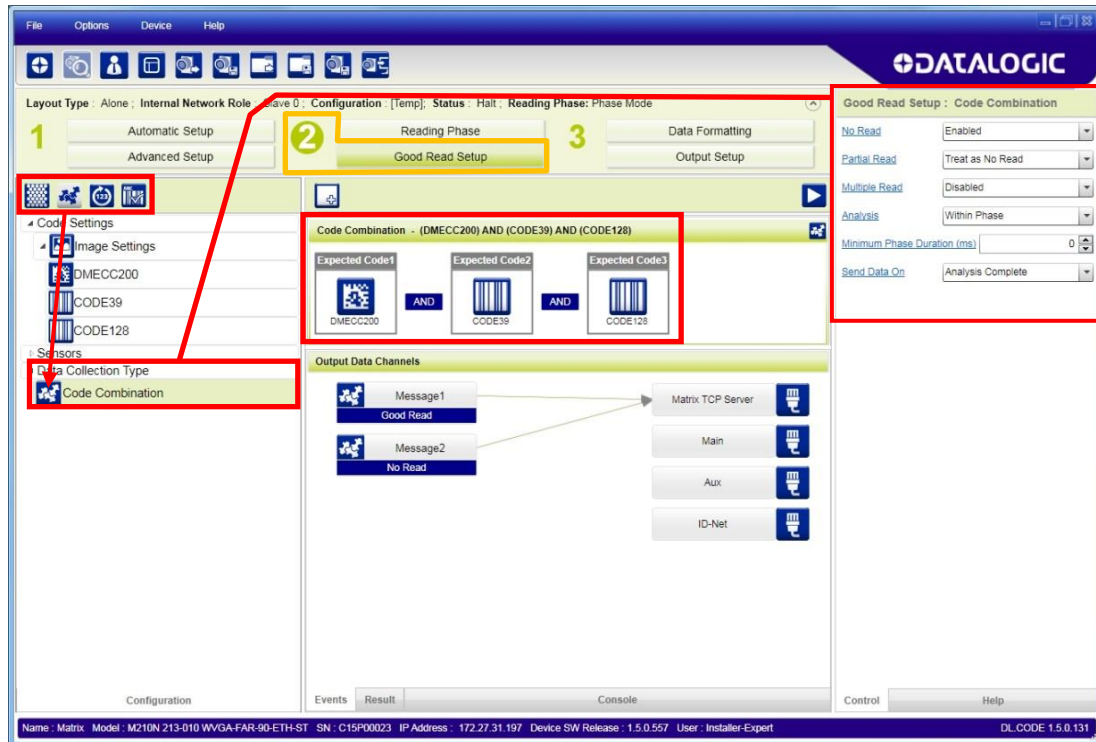 File Options Device Help
DATALOGIC
Layout Type : Alone ; Internal Network Role : Slave 0 ; Configuration : [Temp]; Status : Halt ; Reading Phase: Phase Mode
1
Automatic Setup
Advanced Setup
2
Reading Phase
Good Read Setup
3
Data Formatting
Output Setup
Code Settings
Image Settings
DMECC200
CODE39
CODE128
Sensors
Data Collection Type
Code Combination
Configuration
Code Combination - (DMECC200) AND (CODE39) AND (CODE128)
Expected Code1 Expected Code2 Expected Code3
AND AND
DMECC200 CODE39 CODE128
Output Data Channels
Message1
Good Read
Message2
No Read
Matrix TCP Server
Main
Aux
ID-Net
Events Result Console
Good Read Setup : Code Combination
No Read Enabled
Partial Read Treat as No Read
Multiple Read Disabled
Analysis Within Phase
Minimum Phase Duration (ms) 0
Send Data On Analysis Complete
Control Help
Name : Matrix Model : M210N 213-010 WVGA-FAR-90-ETH-ST SN : C15P00023 IP Address : 172.27.31.197 Device SW Release : 1.5.0.557 User : Installer-Expert DL.CODE 1.5.0.131